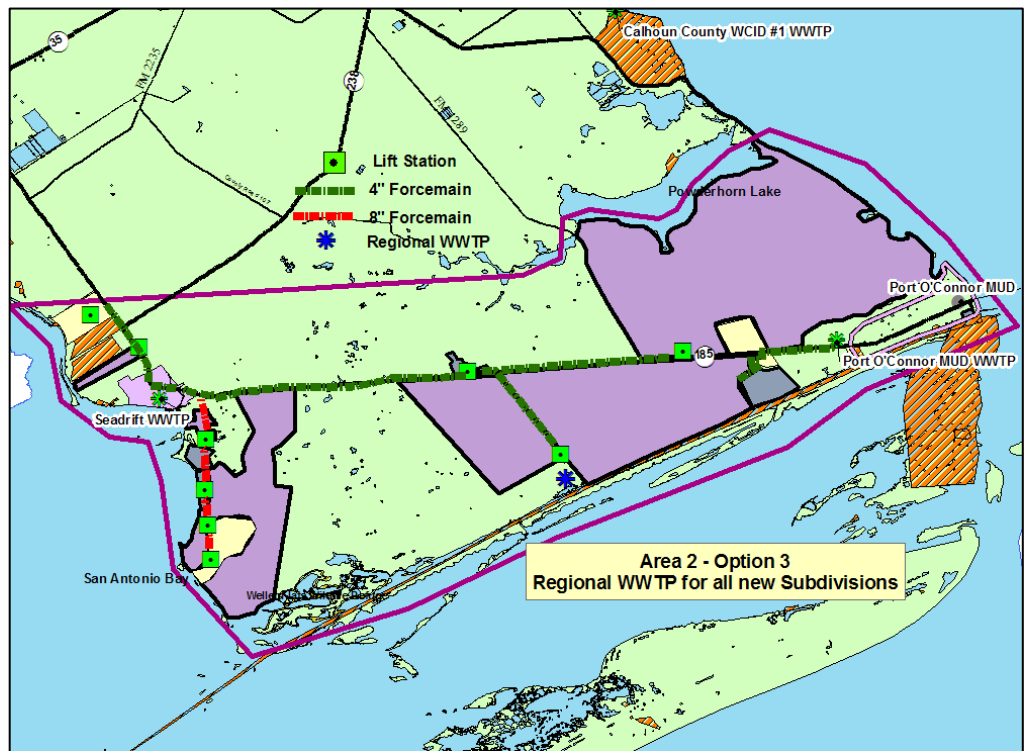 Calhoun County WCID #1 WWTP
35
FM 2235
238
FM 1289
Lift Station
4" Forcemain
8" Forcemain
Regional WWTP
Powderhorn Lake
Port O'Connor MUD
185
Port O'Connor MUD WWTP
Seadrift WWTP
San Antonio Bay
Area 2 - Option 3
Regional WWTP for all new Subdivisions